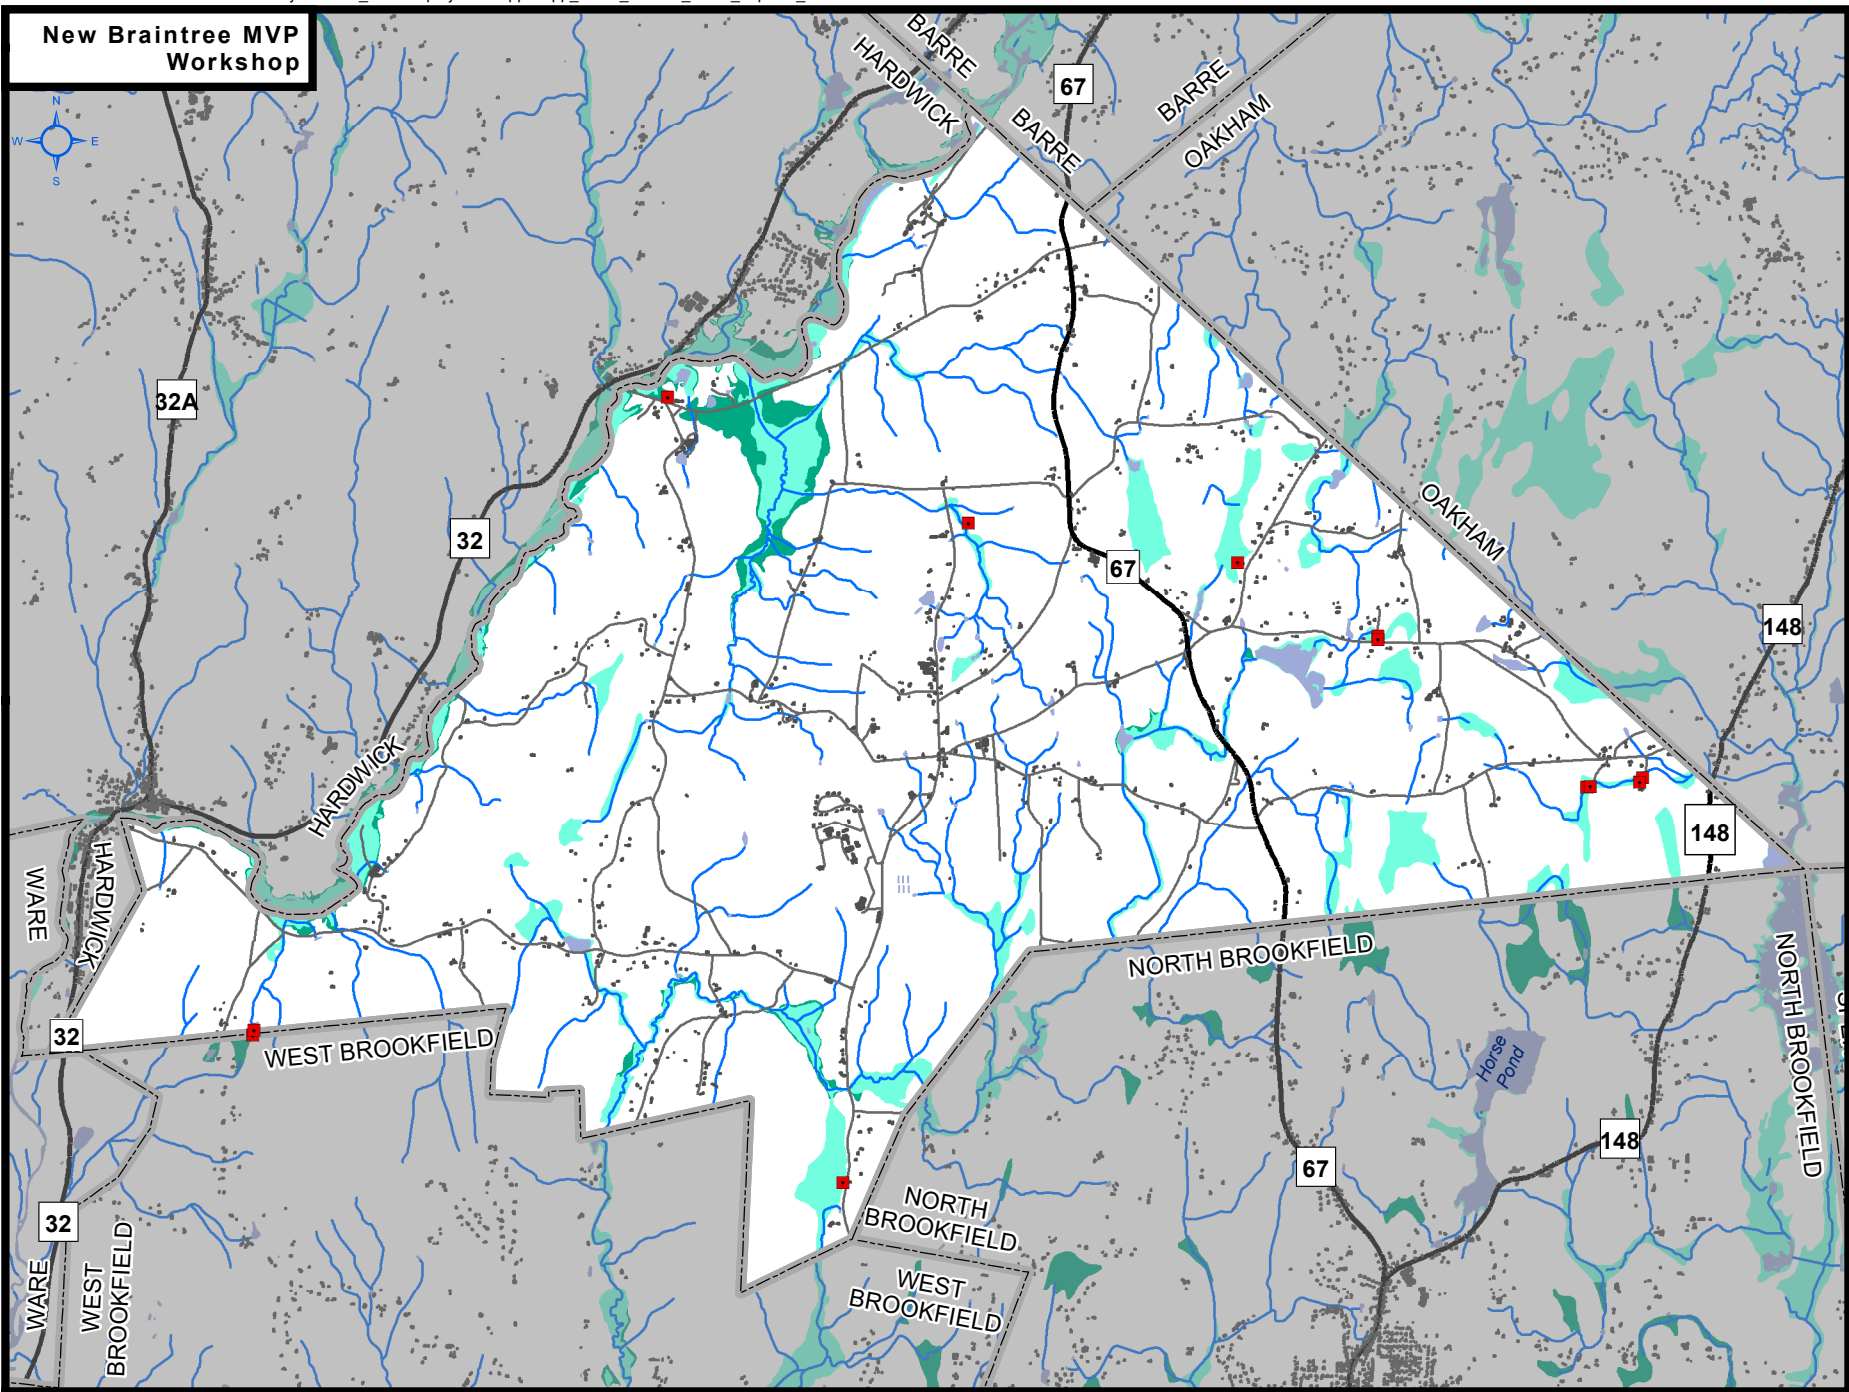 New Braintree MVP
Workshop
N
W
E
S
BARRE
HARDWICK
67
BARRE
BARRE
OAKHAM
32A
32
OAKHAM
67
148
HARDWICK
148
WARE
HARDWICK
NORTH BROOKFIELD
NORTH BROOKFIELD
32
WEST BROOKFIELD
Horse
Pond
148
67
32
NORTH
BROOKFIELD
WARE
WEST
BROOKFIELD
WEST
BROOKFIELD